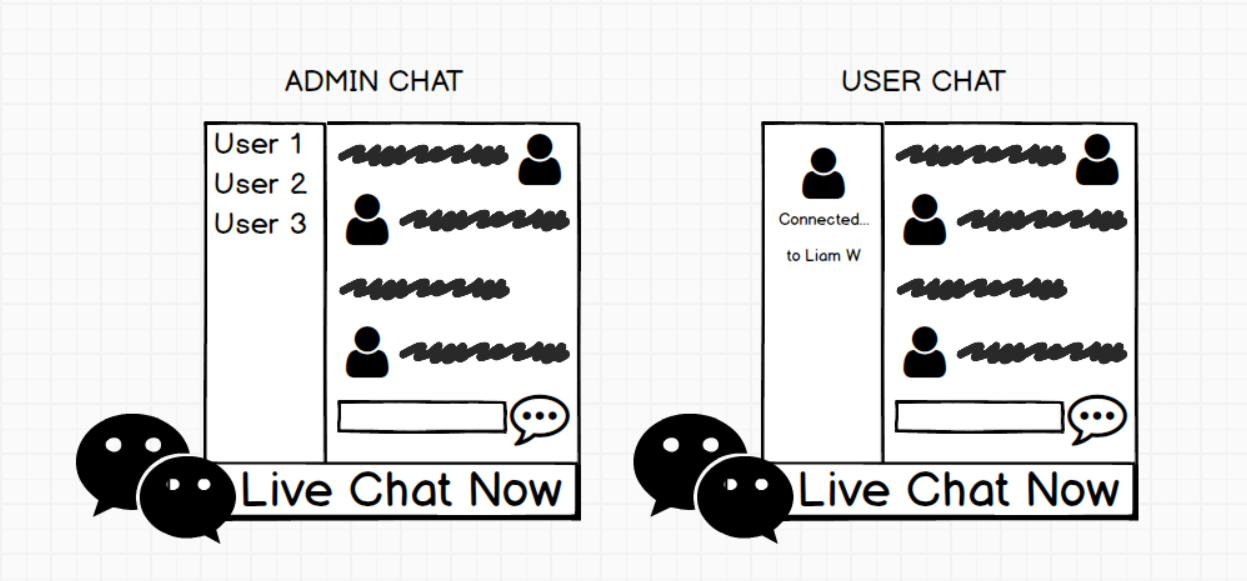 ADMIN CHAT
User 1
User 2
User 3
Live Chat Now
USER CHAT
Connected...
to Liam W
Live Chat Now